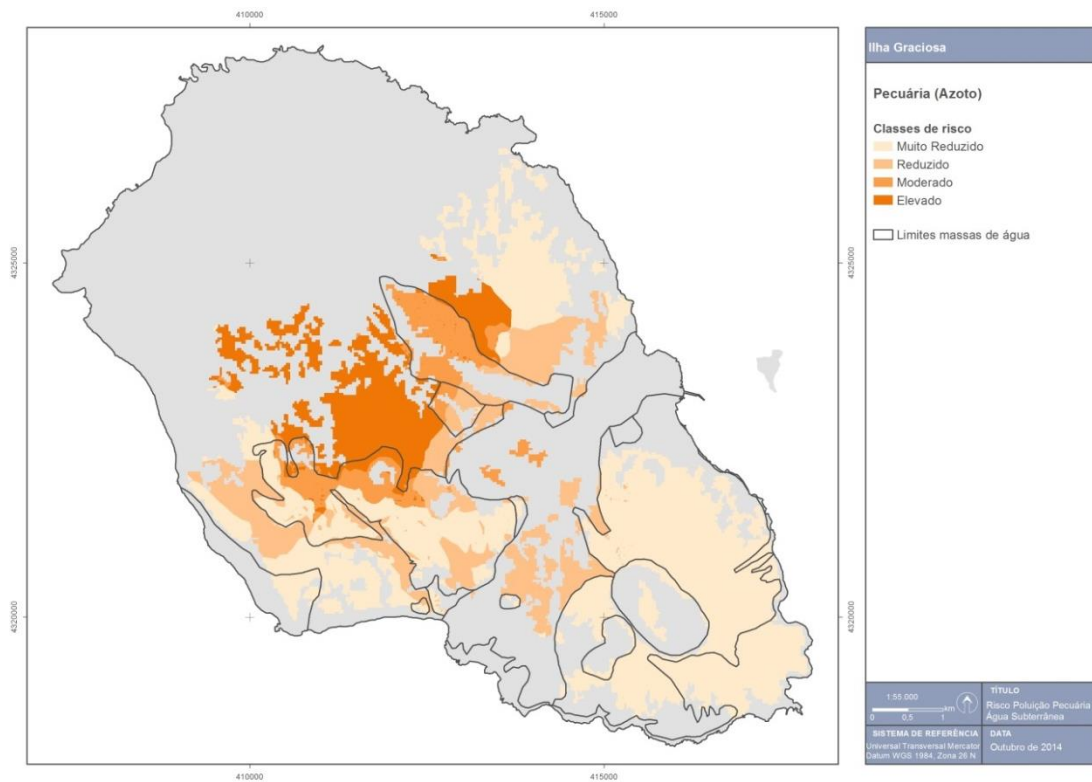 410000
415000
4325000
4325000
4320000
4320000
410000
415000
Ilha Graciosa
Pecuária (Azoto)
Classes de risco
Muito Reduzido
Reduzido
Moderado
Elevado
Limites massas de água
1:55.000
km
0 0,5 1
TÍTULO
Risco Poluição Pecuária
Água Subterrânea
SISTEMA DE REFERÊNCIA
Universal Transversal Mercator
Datum WGS 1984, Zona 26 N
DATA
Outubro de 2014